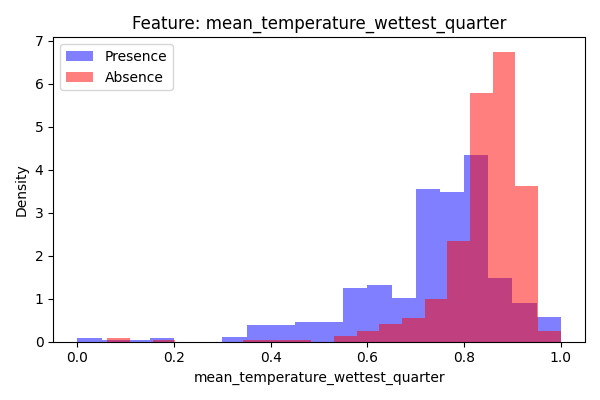 Feature: mean_temperature_wettest_quarter
Presence
Absence
Density
7
6
5
4
3
2
1
0
0.0 0.2 0.4 0.6 0.8 1.0
mean_temperature_wettest_quarter